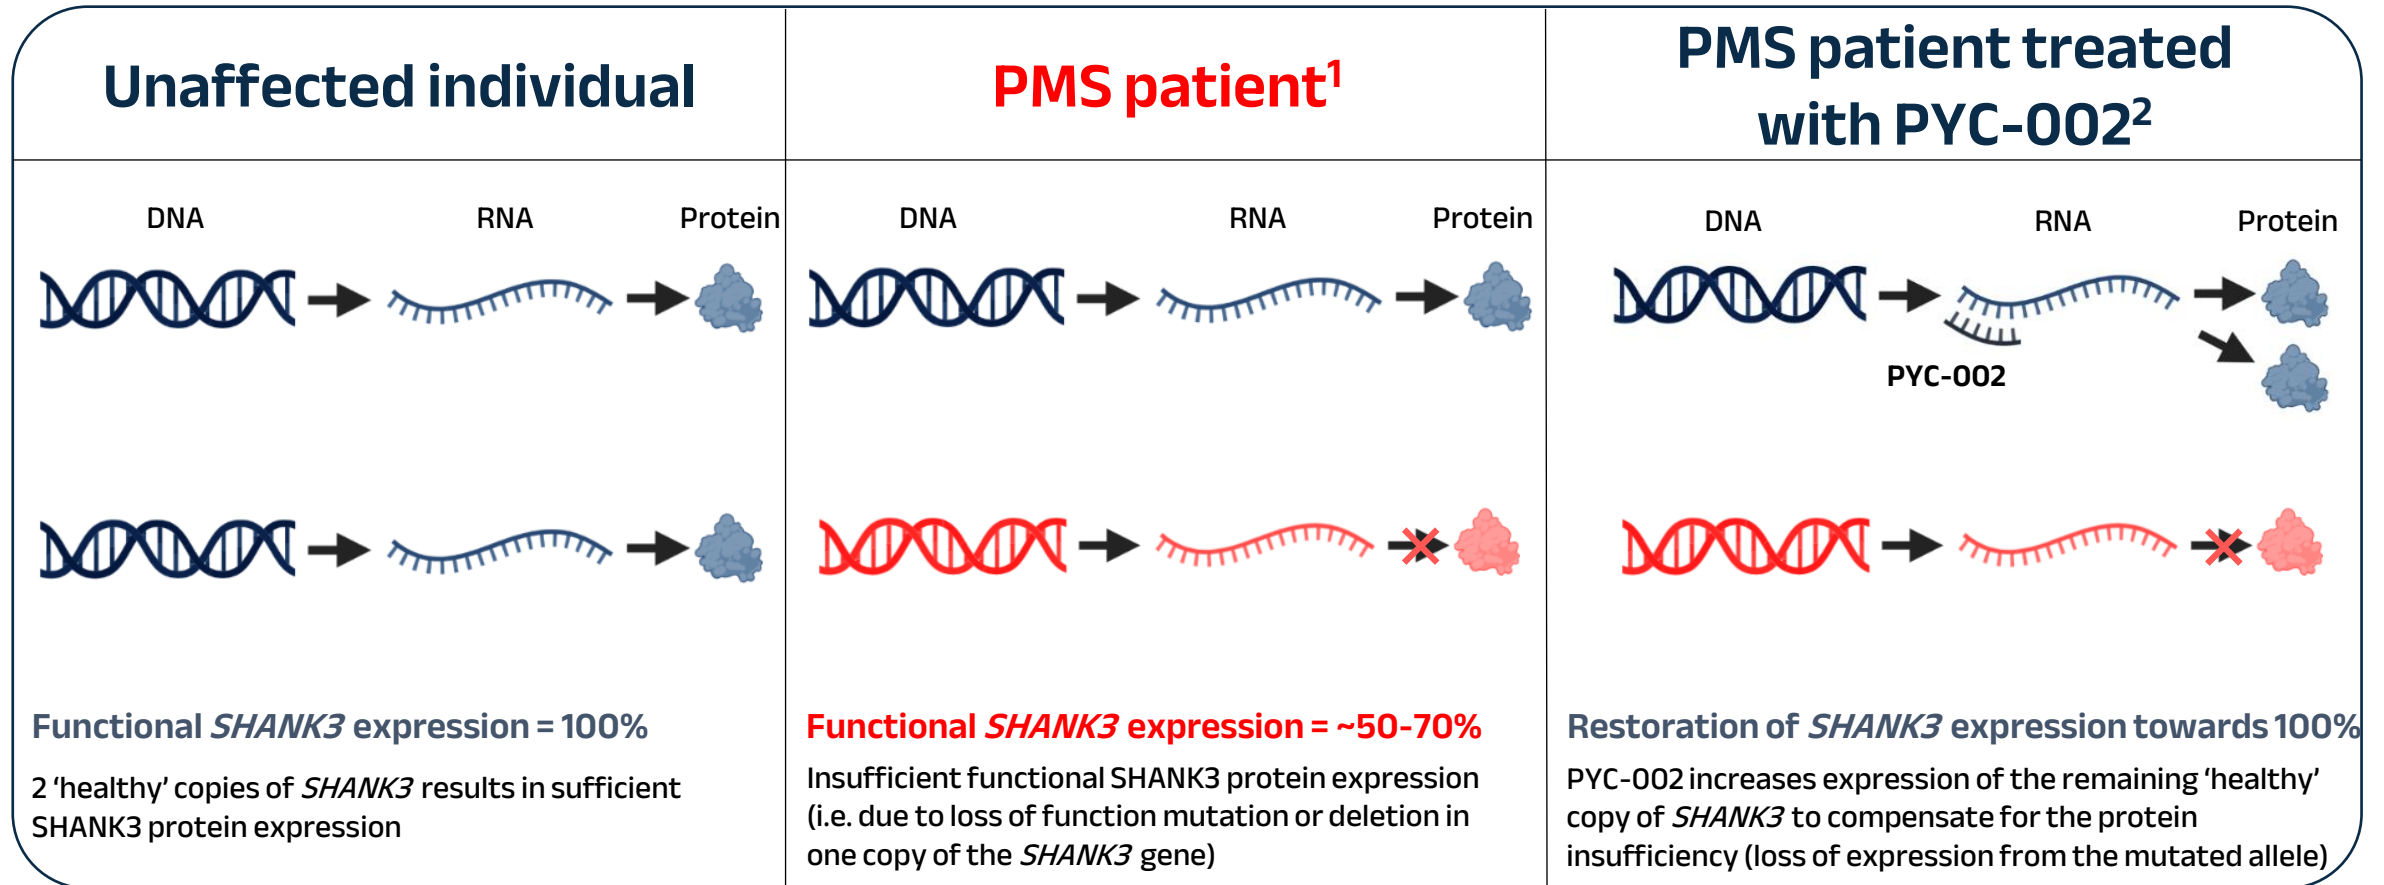 Unaffected individual
DNA
RNA
Protein
Functional SHANK3 expression = 100%
2 ‘healthy’ copies of SHANK3 results in sufficient
SHANK3 protein expression
PMS patient¹
DNA
RNA
Protein
Functional SHANK3 expression = ~50-70%
Insufficient functional SHANK3 protein expression
(i.e. due to loss of function mutation or deletion in
one copy of the SHANK3 gene)
PMS patient treated
with PYC-002²
DNA
RNA
Protein
PYC-002
Restoration of SHANK3 expression towards 100%
PYC-002 increases expression of the remaining ‘healthy’
copy of SHANK3 to compensate for the protein
insufficiency (loss of expression from the mutated allele)